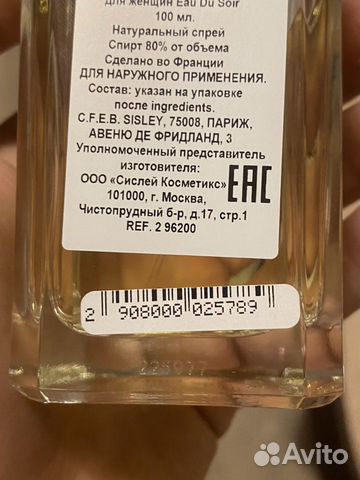 для женщин Eau Du Soir
100 мл.
Натуральный спрей
Спирт 80% от объема
Сделано во Франции
ДЛЯ НАРУЖНОГО ПРИМЕНЕНИЯ.
Состав: указан на упаковке
после ingredients.
C.F.E.B. SISLEY, 75008, ПАРИЖ,
АВЕНЮ ДЕ ФРИДЛАНД, 3
Уполномоченный представитель
изготовителя:
ООО «Сислей Косметикс»
101000, г. Москва,
Чистопрудный б-р, д.17, стр.1
REF. 2 96200
EAC
2 908000 025789
Avito